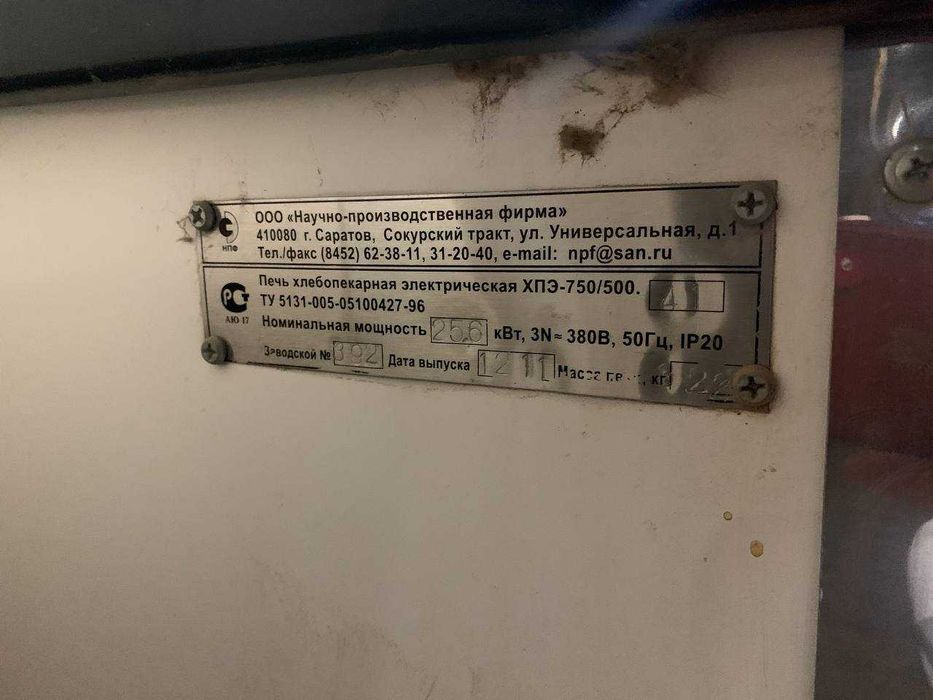 НПФ
ООО «Научно-производственная фирма»
410080 г. Саратов, Сокурский тракт, ул. Универсальная, д.1
Тел./факс (8452) 62-38-11, 31-20-40, e-mail: npf@san.ru
Печь хлебопекарная электрическая ХПЭ-750/500. 41
ТУ 5131-005-05100427-96
АЮ 17
Номинальная мощность 25,6 кВт, 3N≈380В, 50Гц, IP20
Заводской № 392 Дата выпуска 12 11 Масса кг